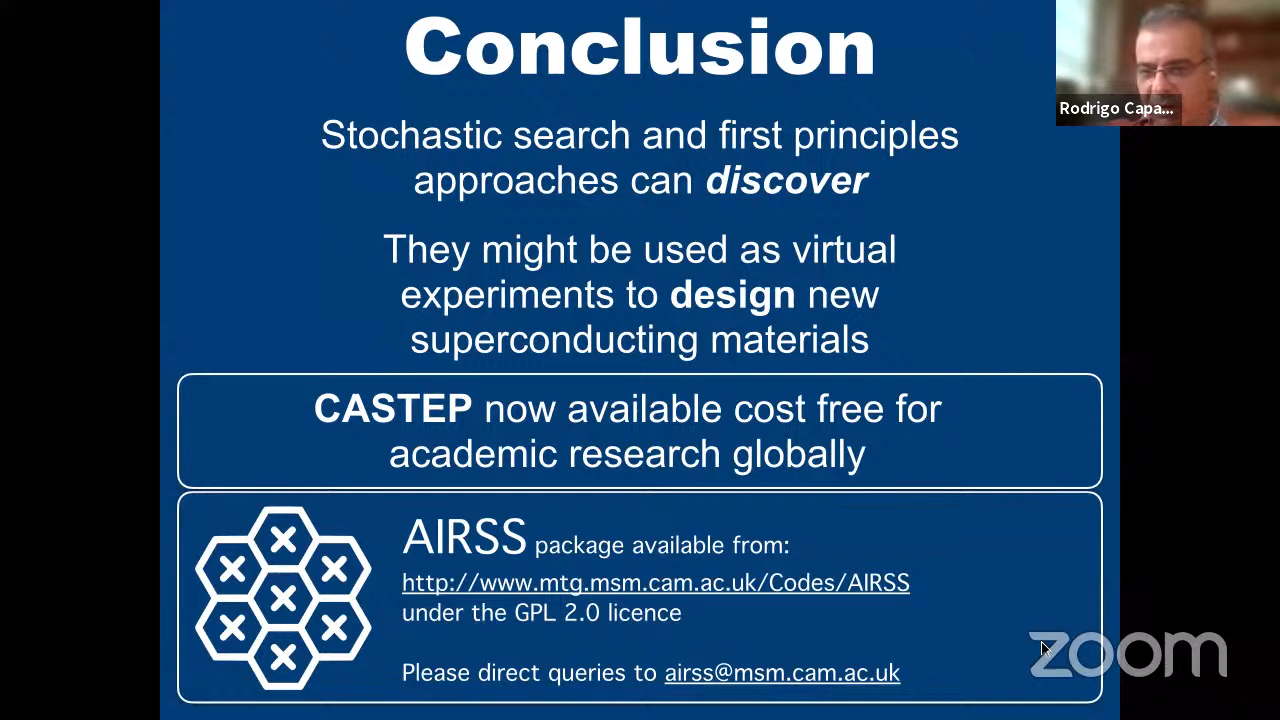 Conclusion
Rodrigo Capa...
Stochastic search and first principles
approaches can discover
They might be used as virtual
experiments to design new
superconducting materials
CASTEP now available cost free for
academic research globally
AIRSS package available from:
http://www.mtg.msm.cam.ac.uk/Codes/AIRSS
under the GPL 2.0 licence
Please direct queries to airss@msm.cam.ac.uk
zoom